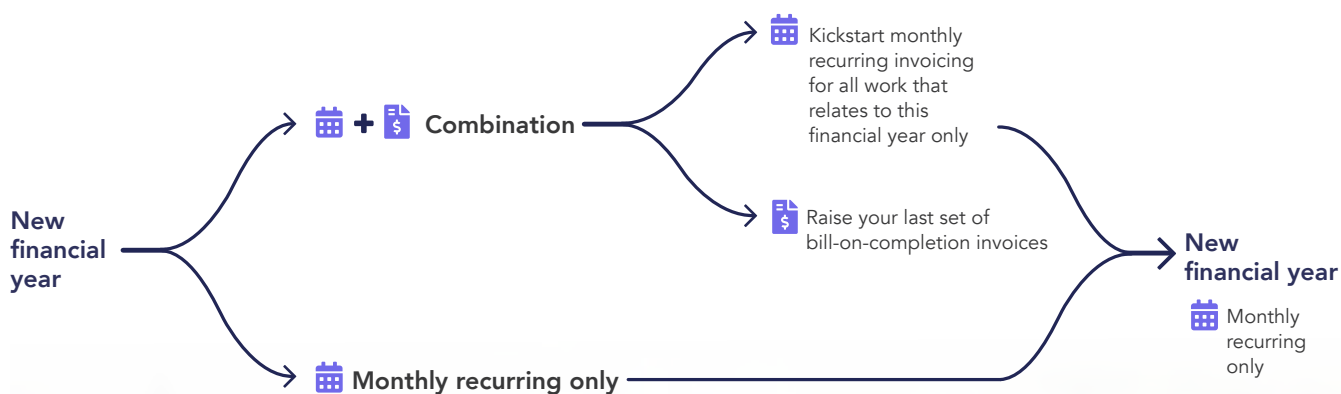 New
financial
year
Combination
Kickstart monthly
recurring invoicing
for all work that
relates to this
financial year only
Raise your last set of
bill-on-completion invoices
Monthly recurring only
New
financial year
Monthly
recurring
only